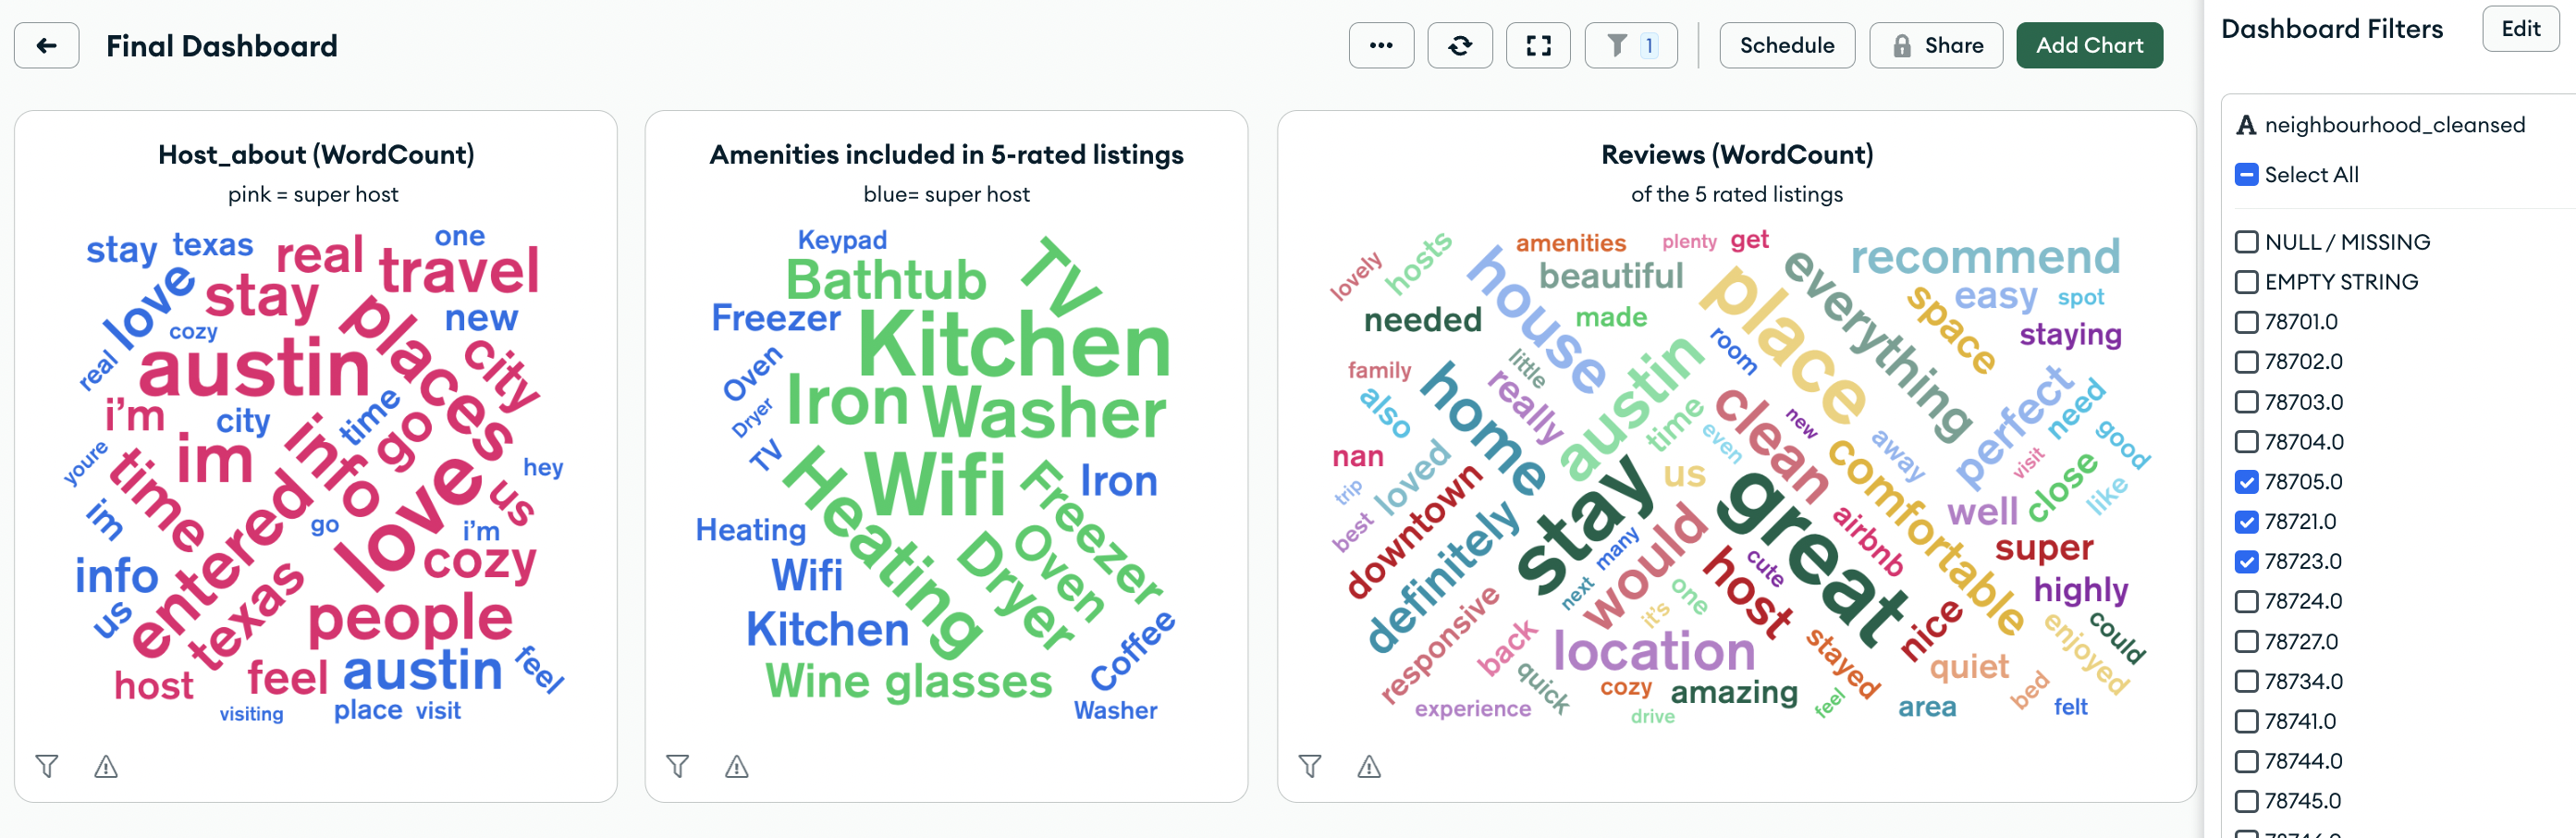 Final Dashboard
...
1
Schedule
Share
Add Chart
Dashboard Filters
Edit
Host_about (WordCount)
pink = super host
stay
texas
real
one
travel
love
stay
places
new
cozy
city
real
austin
i'm
city
time
go
im
info
youre
time
love
hey
us
im
entered
go
i'm
cozy
info
us
texas
people
host
feel
austin
feel
visiting
place
visit
Amenities included in 5-rated listings
blue= super host
Keypad
TV
Bathtub
Freezer
Kitchen
Oven
Iron
Washer
Dryer
TV
Heating
Wifi
Freezer
Iron
Heating
Dryer
Oven
Wifi
Kitchen
Coffee
Wine glasses
Washer
Reviews (WordCount)
of the 5 rated listings
lovely
hosts
amenities
plenty
get
recommend
house
beautiful
place
everything
easy
spot
needed
made
space
staying
room
family
little
home
really
austin
perfect
need
also
time
clean
new
good
nan
loved
even
comfortable
away
visit
close
trip
us
like
best
downtown
stay
great
well
definitely
many
would
airbnb
super
cute
host
next
one
highly
responsive
it's
nice
could
back
location
stayed
enjoyed
quick
quiet
cozy
amazing
feel
bed
experience
drive
area
felt
A neighbourhood_cleansed
Select All
NULL / MISSING
EMPTY STRING
78701.0
78702.0
78703.0
78704.0
78705.0
78721.0
78723.0
78724.0
78727.0
78734.0
78741.0
78744.0
78745.0